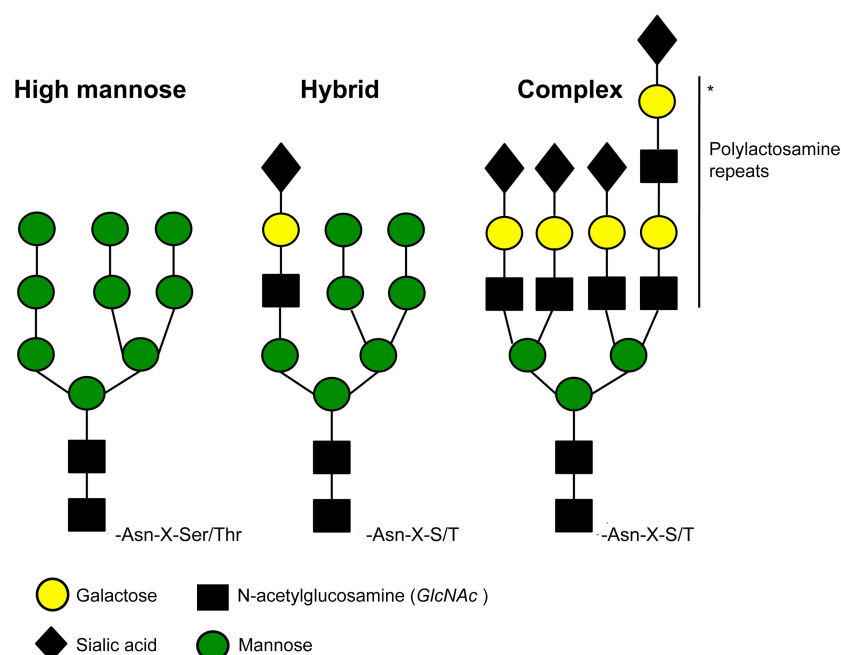 High mannose
Hybrid
Complex
*
Polylactosamine
repeats
-Asn-X-Ser/Thr
-Asn-X-S/T
-Asn-X-S/T
Galactose
N-acetylglucosamine (GlcNAc )
Sialic acid
Mannose